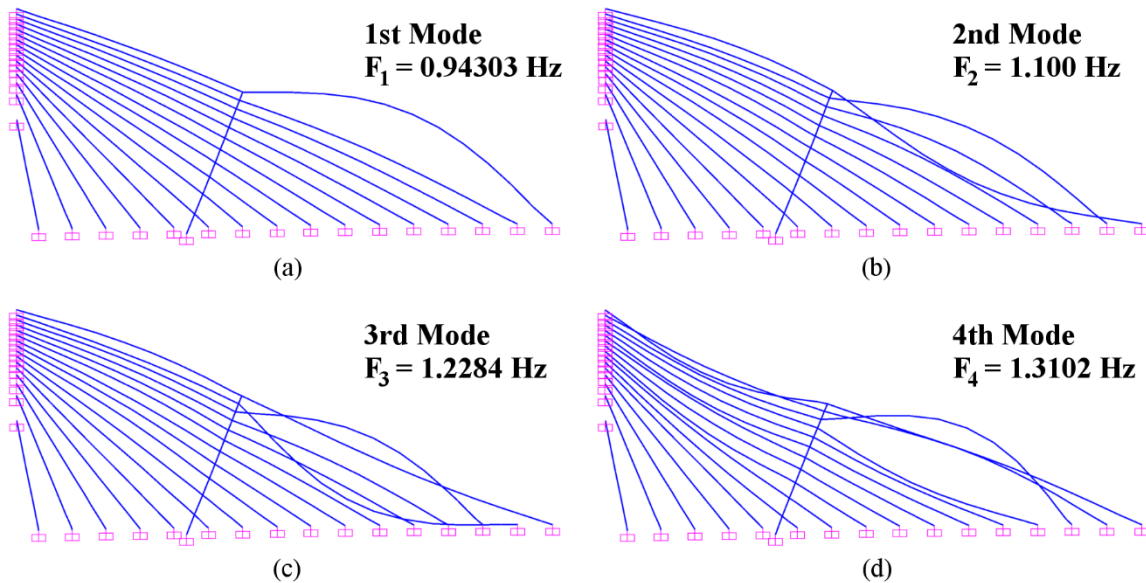 1st Mode
F1 = 0.94303 Hz
(a)
2nd Mode
F2 = 1.100 Hz
(b)
3rd Mode
F3 = 1.2284 Hz
(c)
4th Mode
F4 = 1.3102 Hz
(d)